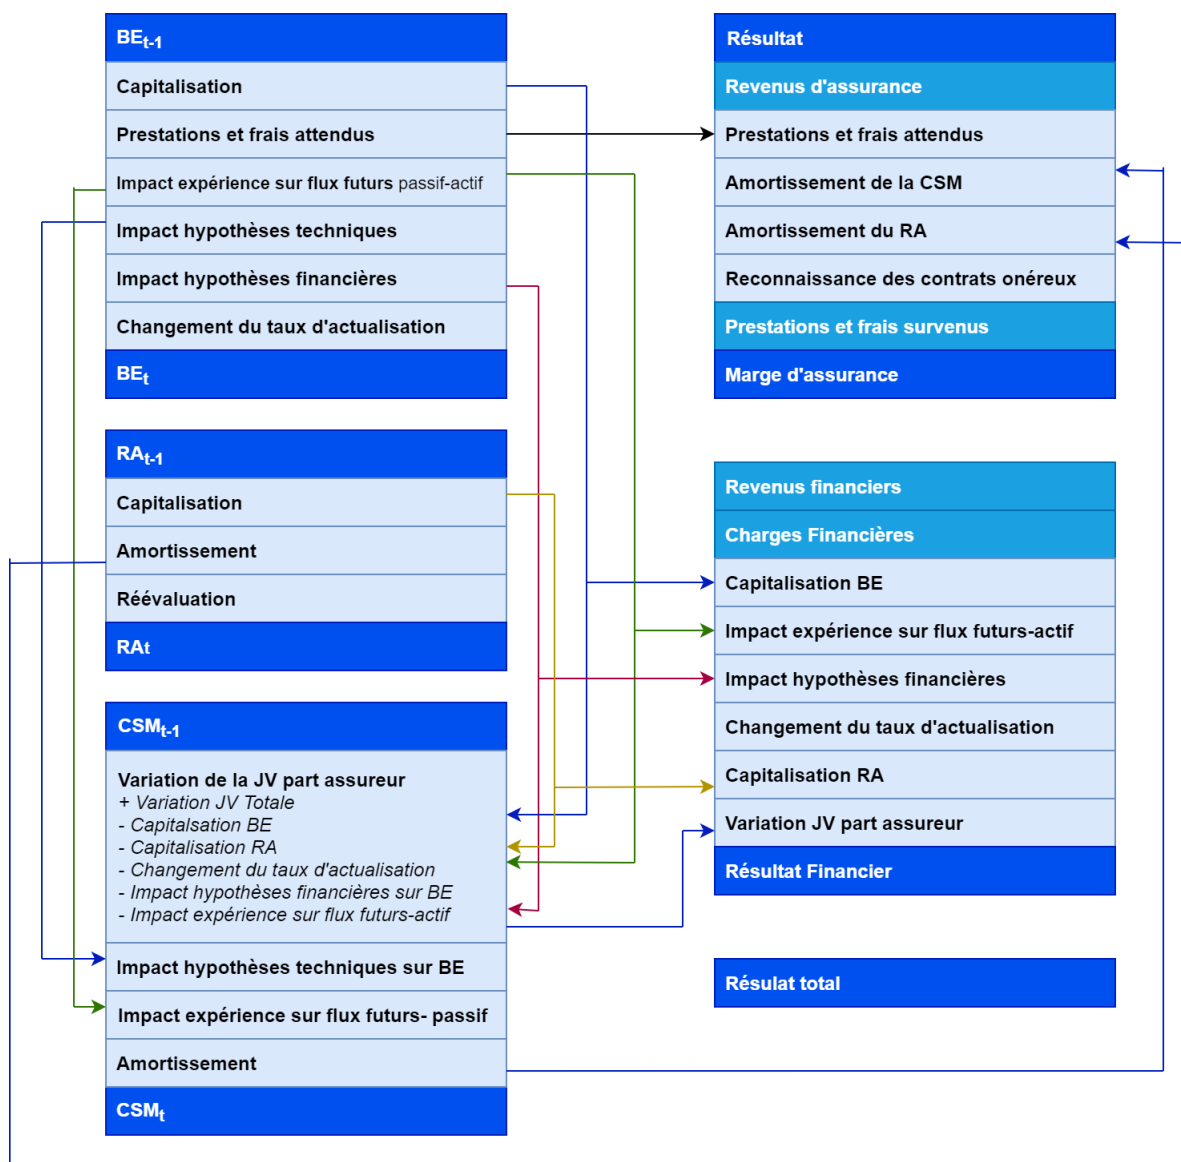 BEt-1
Capitalisation
Prestations et frais attendus
Impact expérience sur flux futurs passif-actif
Impact hypothèses techniques
Impact hypothèses financières
Changement du taux d'actualisation
BEt
RAt-1
Capitalisation
Amortissement
Réévaluation
RAt
CSMt-1
Variation de la JV part assureur
+ Variation JV Totale
- Capitalsation BE
- Capitalisation RA
- Changement du taux d'actualisation
- Impact hypothèses financières sur BE
- Impact expérience sur flux futurs-actif
Impact hypothèses techniques sur BE
Impact expérience sur flux futurs- passif
Amortissement
CSMt
Résultat
Revenus d'assurance
Prestations et frais attendus
Amortissement de la CSM
Amortissement du RA
Reconnaissance des contrats onéreux
Prestations et frais survenus
Marge d'assurance
Revenus financiers
Charges Financières
Capitalisation BE
Impact expérience sur flux futurs-actif
Impact hypothèses financières
Changement du taux d'actualisation
Capitalisation RA
Variation JV part assureur
Résultat Financier
Résulat total